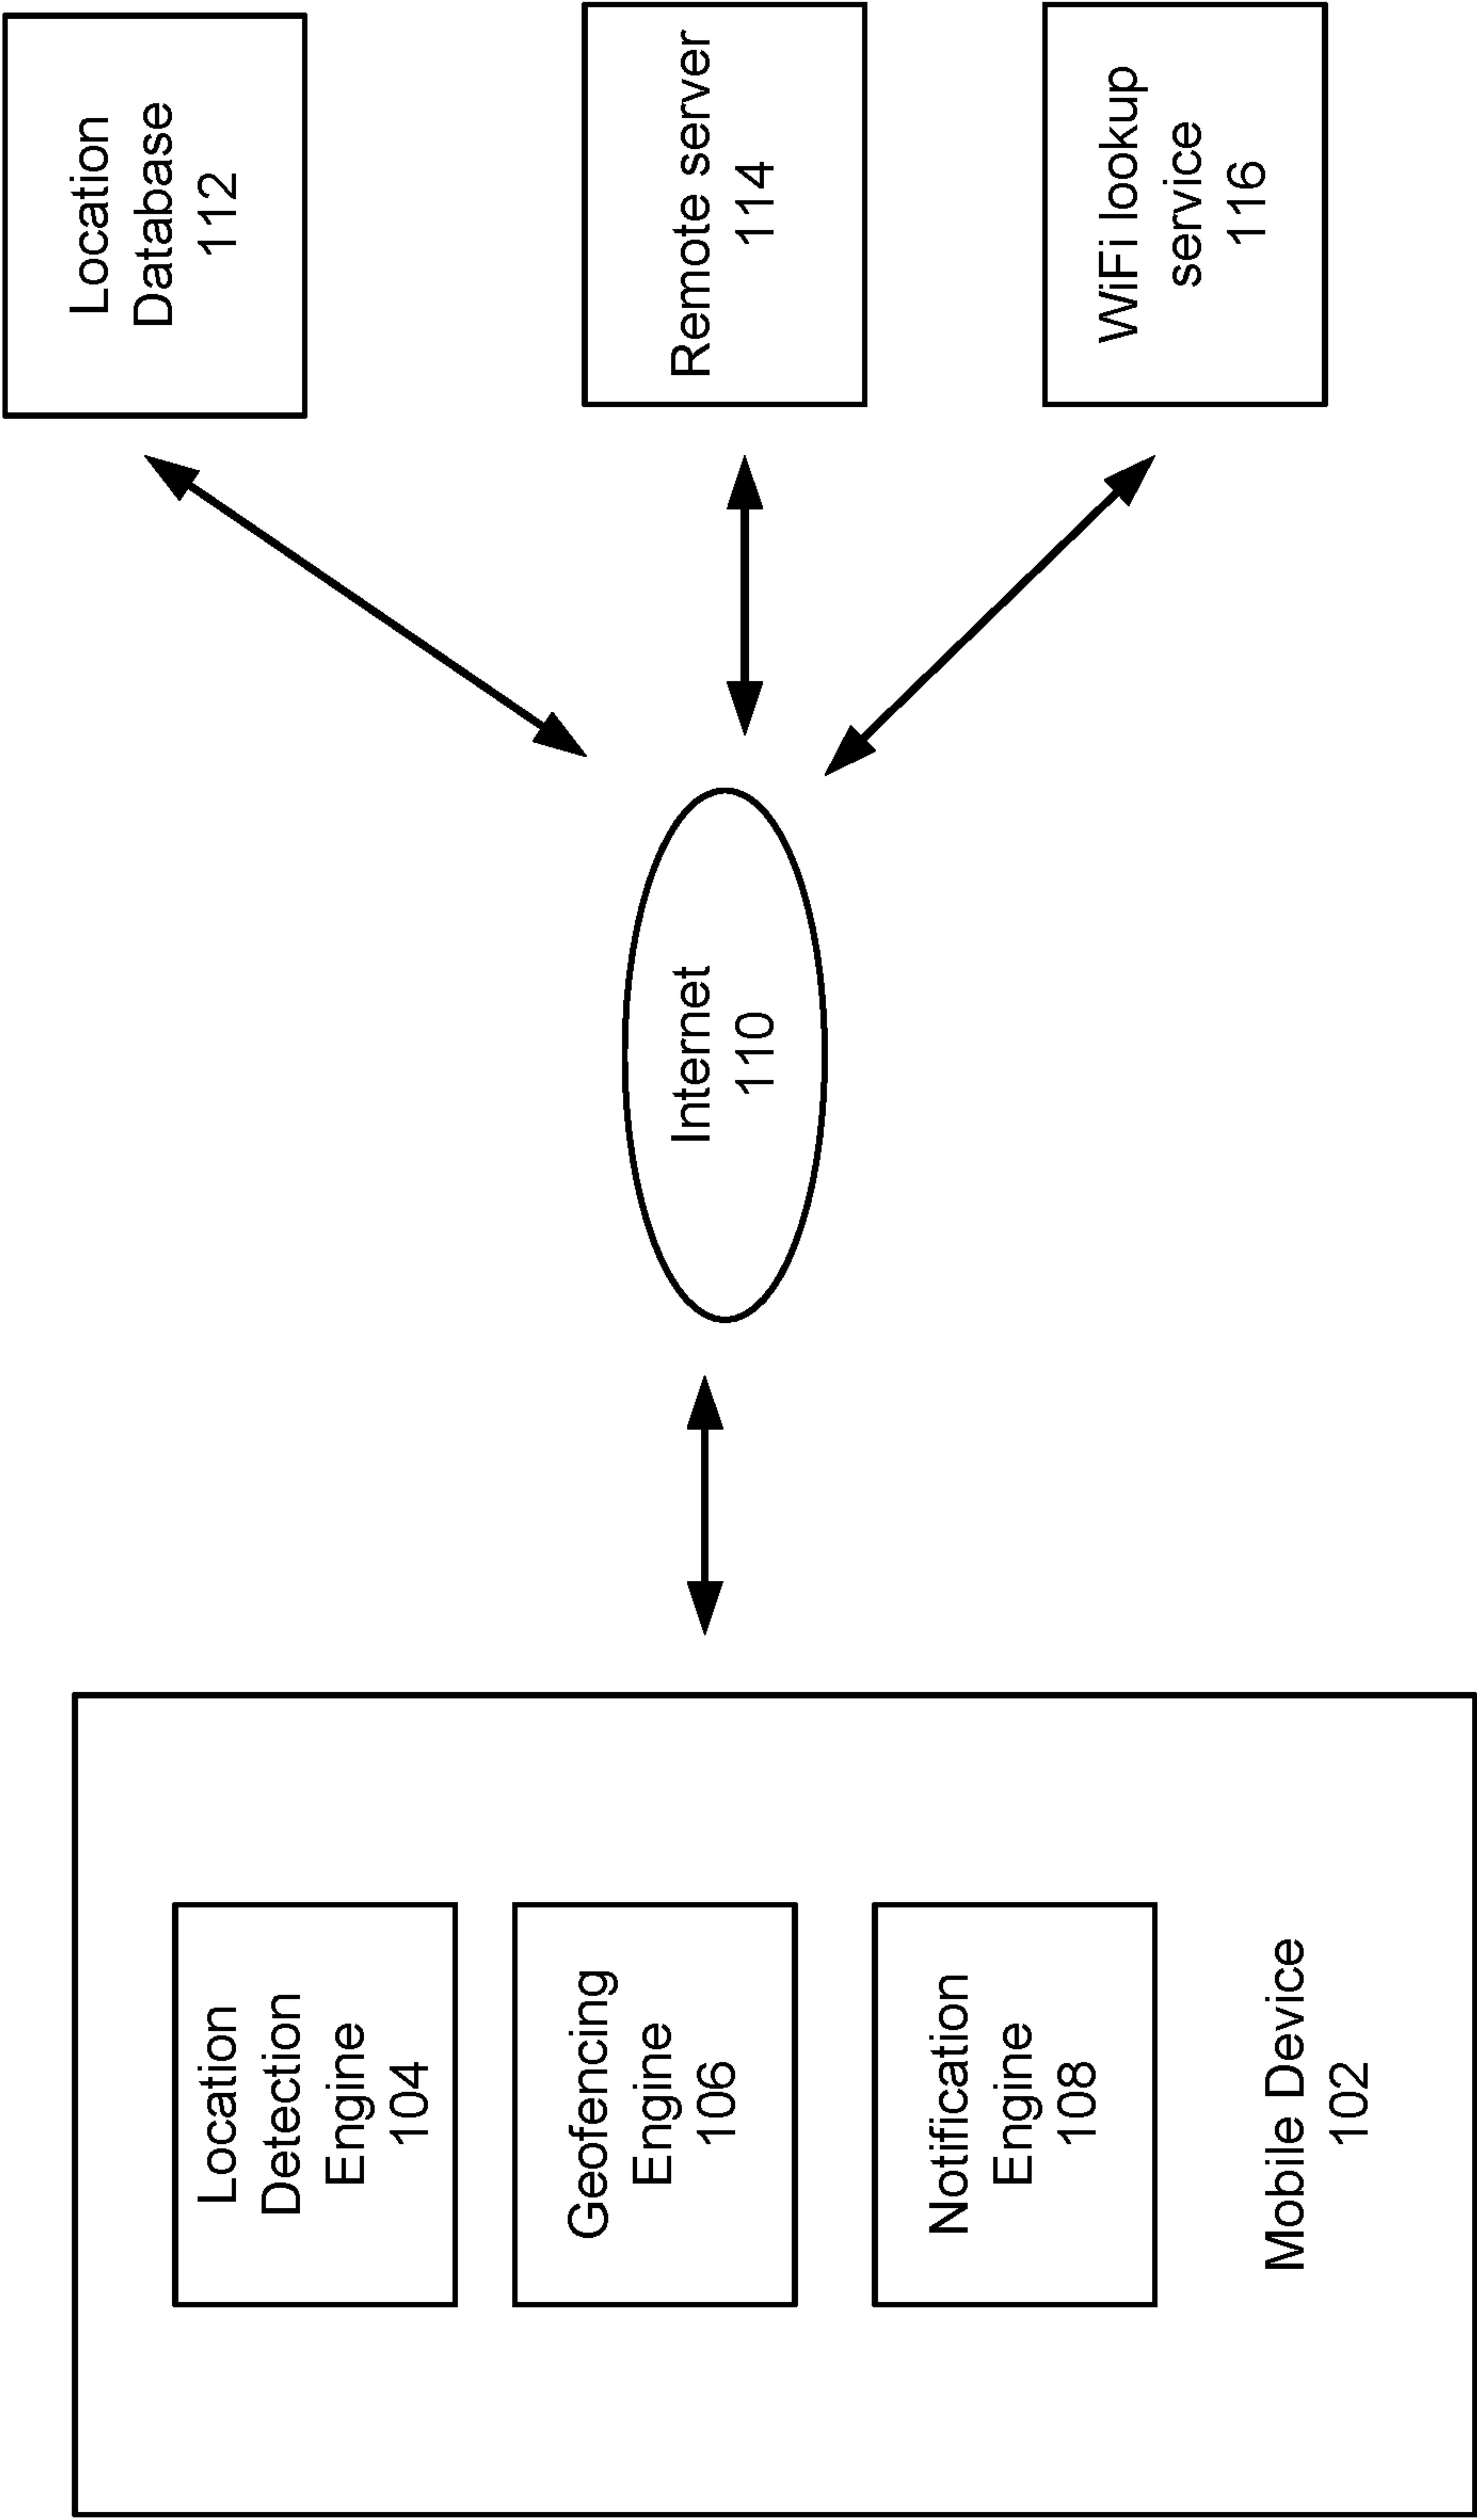 Location
Detection
Engine
104
Geofencing
Engine
106
Notification
Engine
108
Mobile Device
102
Internet
110
Location
Database
112
Remote server
114
WiFi lookup
service
116